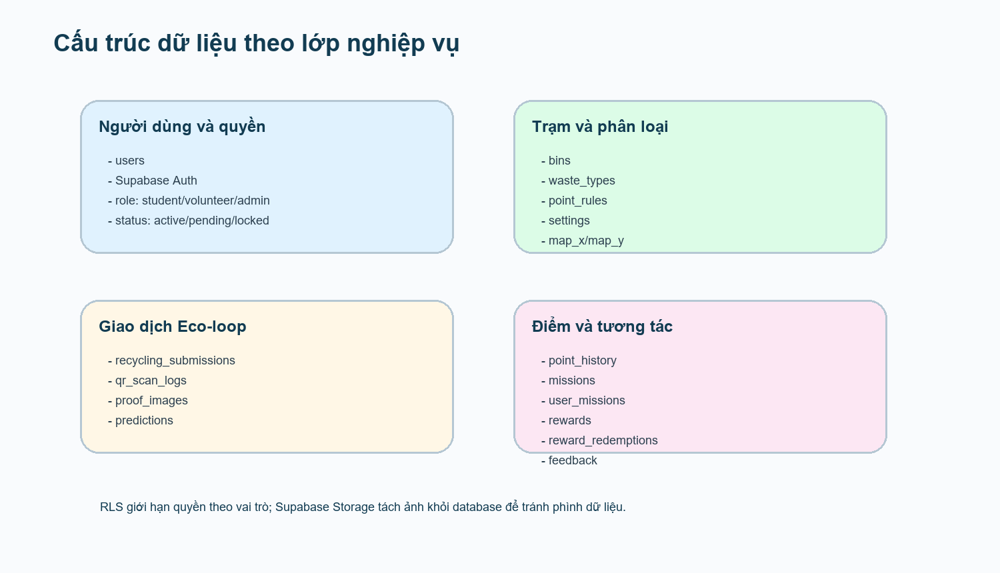 Cấu trúc dữ liệu theo lớp nghiệp vụ
Người dùng và quyền
- users
- Supabase Auth
- role: student/volunteer/admin
- status: active/pending/locked
Trạm và phân loại
- bins
- waste_types
- point_rules
- settings
- map_x/map_y
Giao dịch Eco-loop
- recycling_submissions
- qr_scan_logs
- proof_images
- predictions
Điểm và tương tác
- point_history
- missions
- user_missions
- rewards
- reward_redemptions
- feedback
RLS giới hạn quyền theo vai trò; Supabase Storage tách ảnh khỏi database để tránh phình dữ liệu.